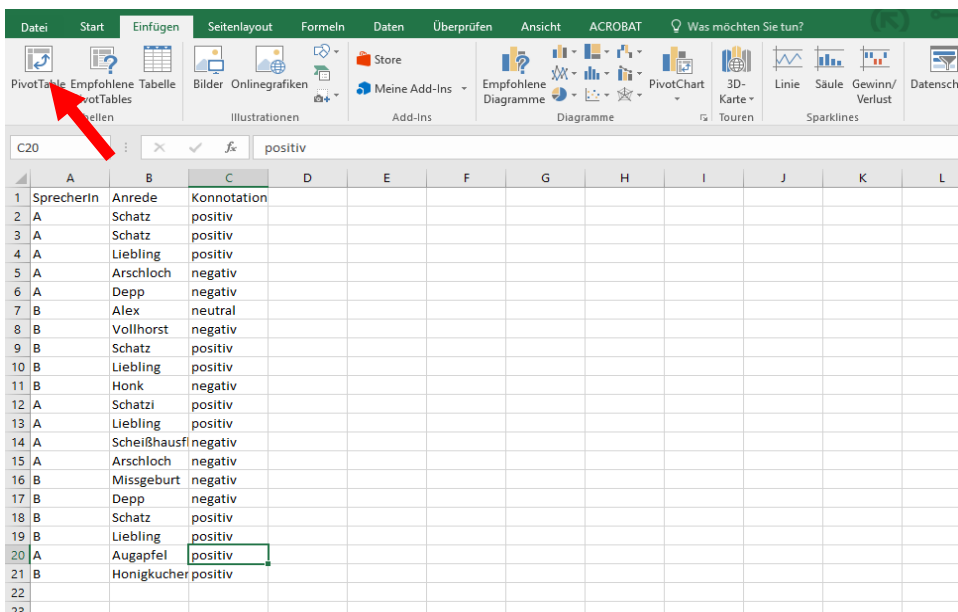 Datei Start Einfügen Seitenlayout Formeln Daten Überprüfen Ansicht ACROBAT Was möchten Sie tun?
PivotTable Empfohlene Tabelle Bilder Onlinegrafiken Store Meine Add-Ins Empfohlene Diagramme PivotChart 3D- Karte Linie Säule Gewinn/ Verlust
Illustrationen Add-Ins Diagramme Touren Sparklines
C20 fx positiv
A B C D E F G H I J K L
1 SprecherIn Anrede Konnotation
2 A Schatz positiv
3 A Schatz positiv
4 A Liebling positiv
5 A Arschloch negativ
6 A Depp negativ
7 B Alex neutral
8 B Vollhorst negativ
9 B Schatz positiv
10 B Liebling positiv
11 B Honk negativ
12 A Schatzi positiv
13 A Liebling positiv
14 A Scheißhausfl negativ
15 A Arschloch negativ
16 B Missgeburt negativ
17 B Depp negativ
18 B Schatz positiv
19 B Liebling positiv
20 A Augapfel positiv
21 B Honigkucher positiv
22